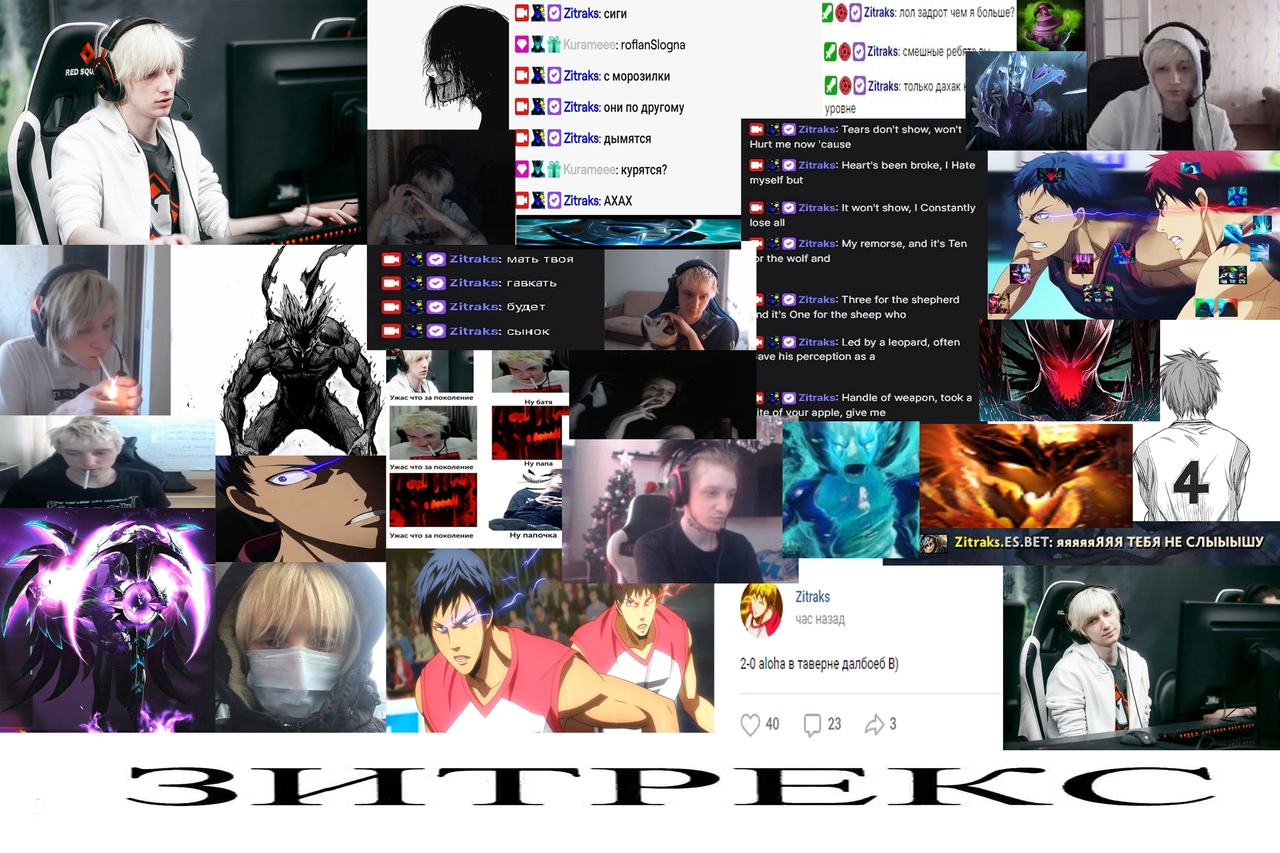 RED SQU
Zitraks: сиги
Kurameee: roflanSlogna
Zitraks: с морозилки
Zitraks: они по другому
Zitraks: дымятся
Kurameee: курятся?
Zitraks: АХАХ
Zitraks: лол задрот чем я больше?
Zitraks: смешные
Zitraks: только дахак
уровне
Zitraks: Tears don't show, won't
Hurt me now 'cause
Zitraks: Heart's been broke, I Hate
myself but
Zitraks: It won't show, I Constantly
lose all
Zitraks: My remorse, and it's Ten
for the wolf and
Zitraks: Three for the shepherd
and it's One for the sheep who
Zitraks: Led by a leopard, often
save his perception as a
Zitraks: Handle of weapon, took a
bite of your apple, give me
Zitraks: мать твоя
Zitraks: гавкать
Zitraks: будет
Zitraks: сынок
Ужас что за поколение
Ну батя
Ужас что за поколение
Ну папа
Ужас что за поколение
Ну папочка
4
Zitraks.ES.BET: яяяяяЯЯЯ ТЕБЯ НЕ СЛЫЫЫШУ
Zitraks
час назад
2-0 aloha в таверне далбоеб В)
40 23 3
ЗИТРЕКС